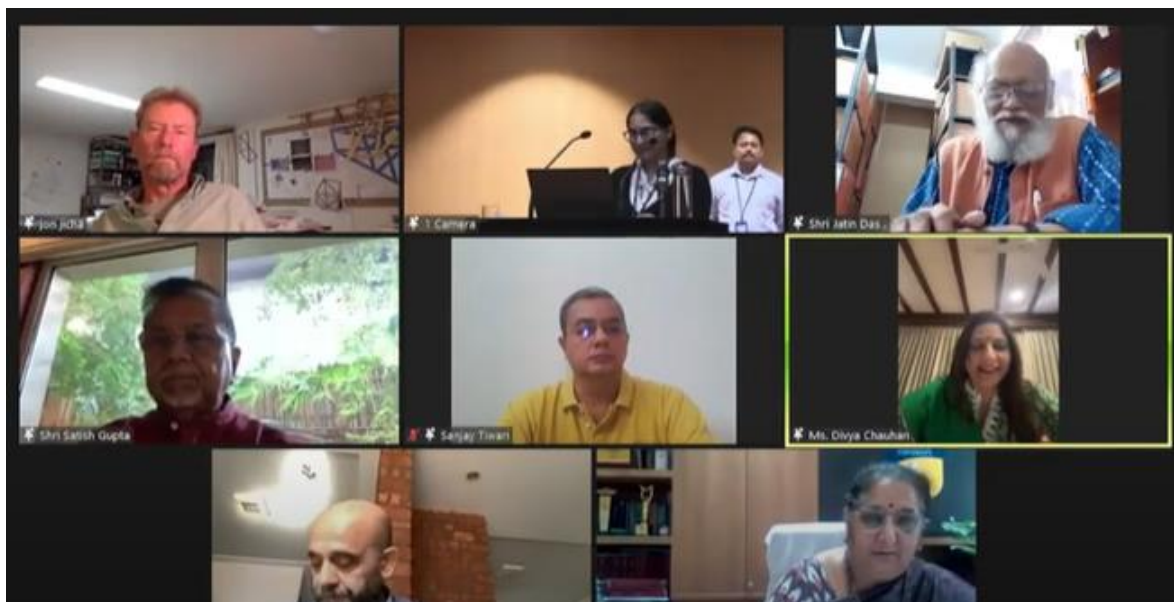 Jon Jicha
1 Camera
Shri Jatin Das
Shri Satish Gupta
Sanjay Tiwari
Ms. Divya Chauhan